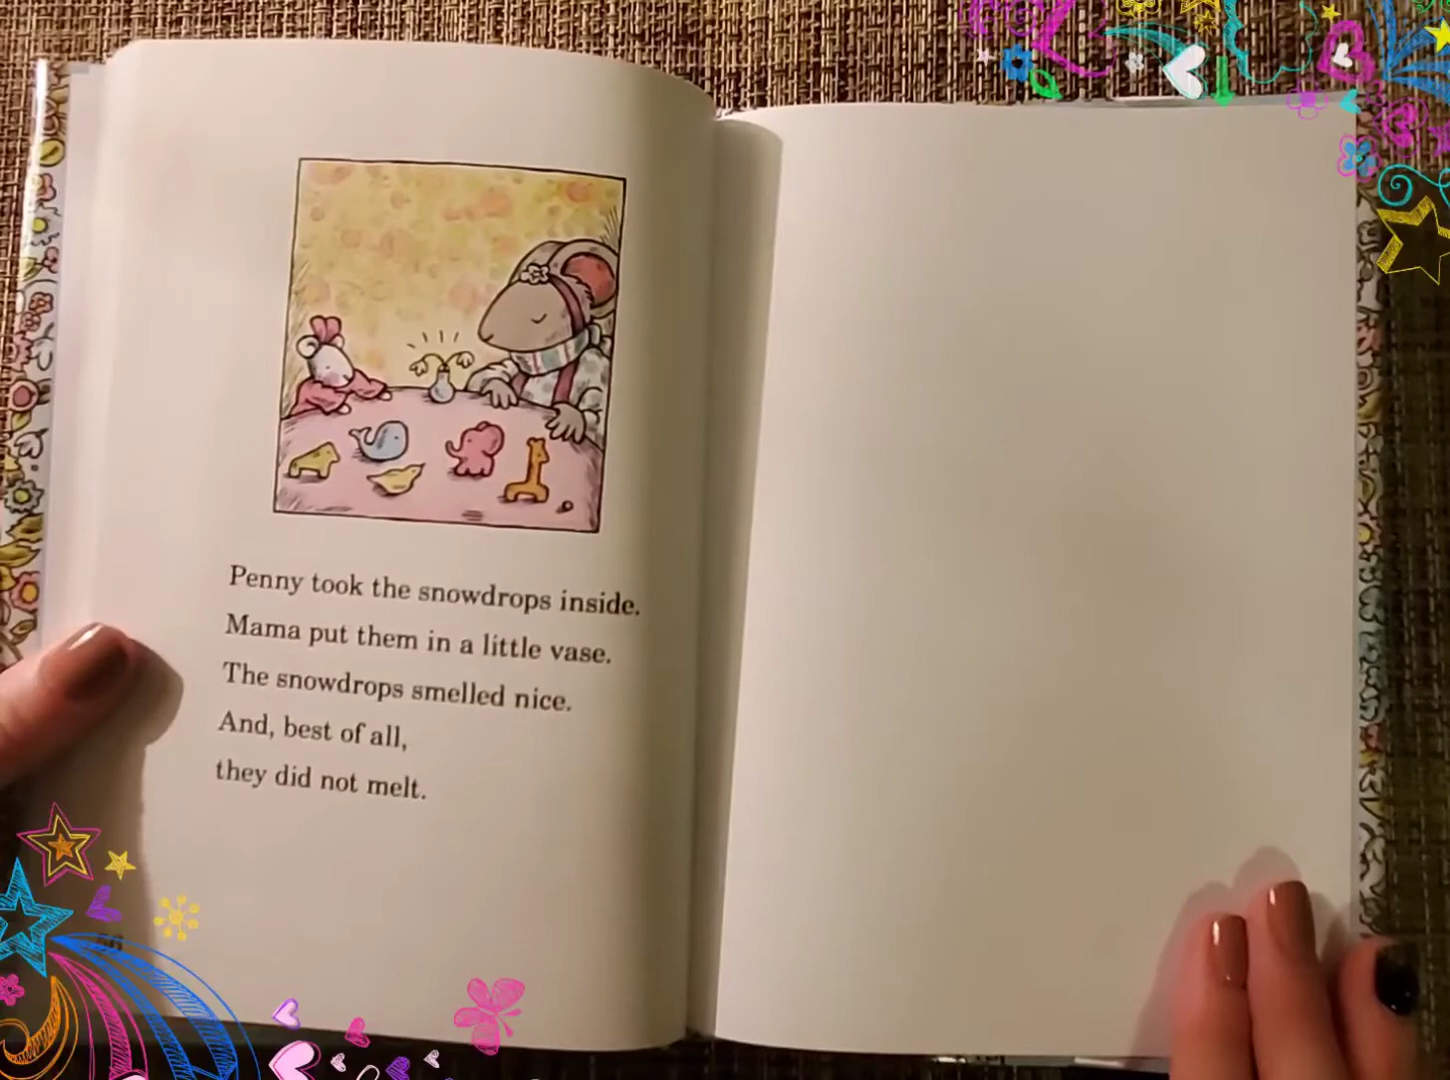 Penny took the snowdrops inside.
Mama put them in a little vase.
The snowdrops smelled nice.
And, best of all,
they did not melt.
56